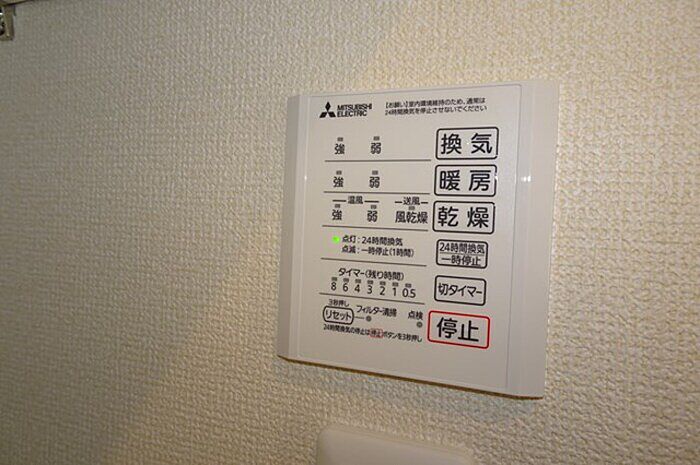 MITSUBISHI
ELECTRIC
【お願い】室内環境維持のため、通常は
24時間換気を停止させないでください
強 弱 換気
強 弱 暖房
温風 送風
強 弱 風乾燥 乾燥
点灯:24時間換気
点滅:一時停止(1時間)
24時間換気
一時停止
タイマー(残り時間)
8 6 4 3 2 1 0.5
切タイマー
3秒押し
リセット フィルター清掃 点検
停止
24時間換気の停止は停止ボタンを3秒押し